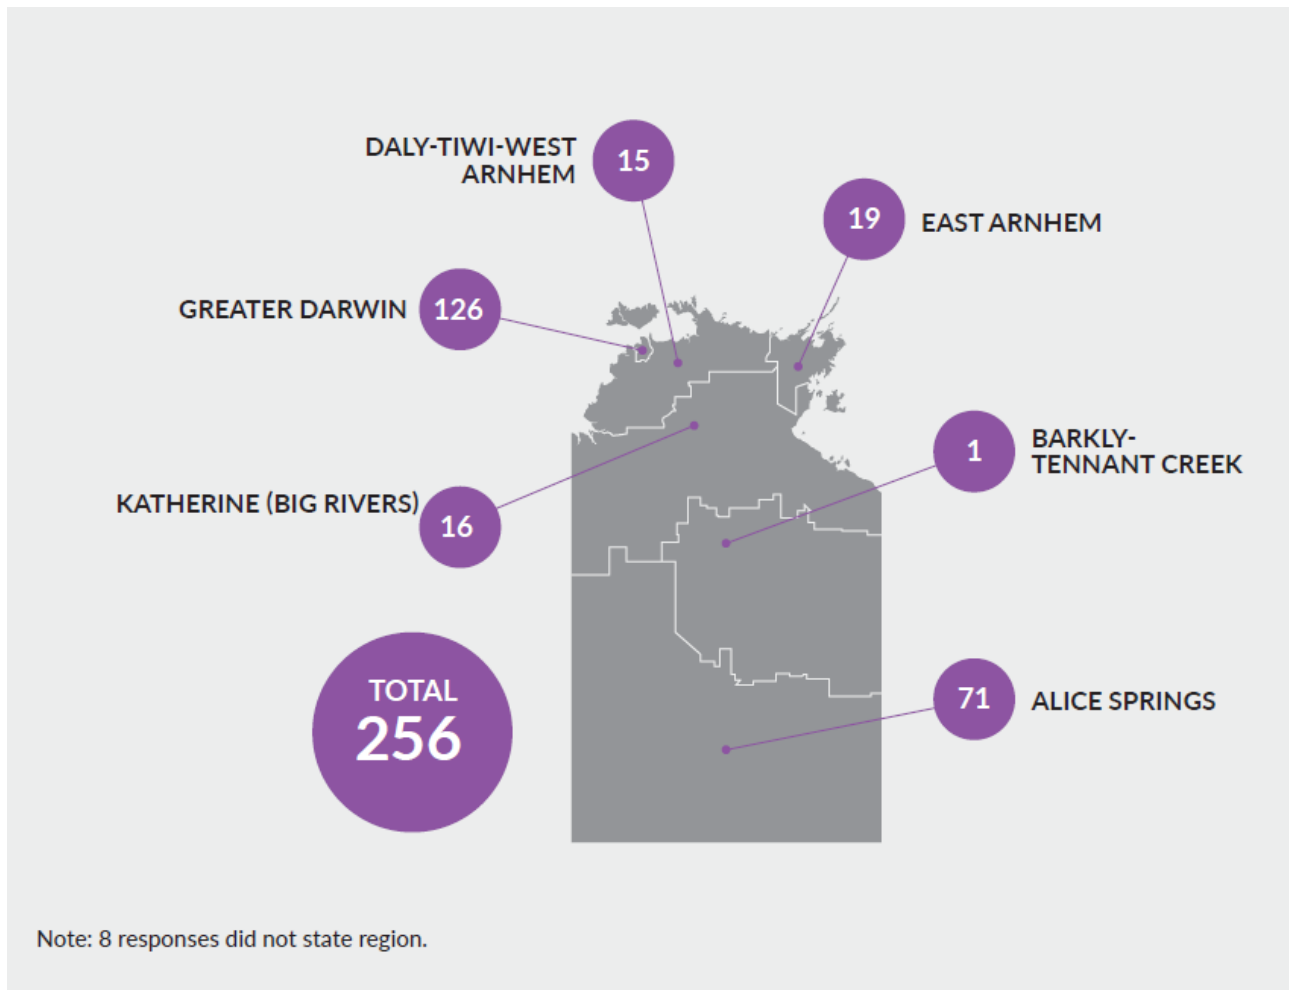 DALY-TIWI-WEST
ARNHEM
15
19
EAST ARNHEM
GREATER DARWIN
126
BARKLY-
TENNANT CREEK
1
KATHERINE (BIG RIVERS)
16
TOTAL
256
71
ALICE SPRINGS
Note: 8 responses did not state region.